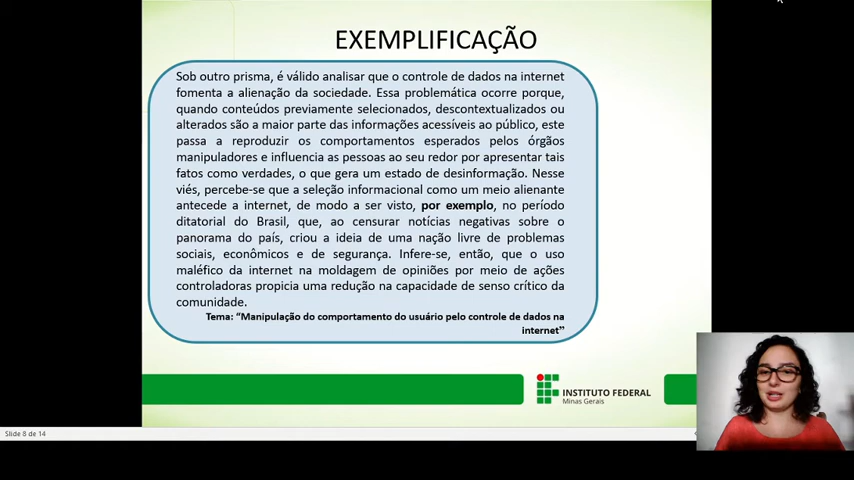 EXEMPLIFICAÇÃO
Sob outro prisma, é válido analisar que o controle de dados na internet
fomenta a alienação da sociedade. Essa problemática ocorre porque,
quando conteúdos previamente selecionados, descontextualizados ou
alterados são a maior parte das informações acessíveis ao público, este
passa a reproduzir os comportamentos esperados pelos órgãos
manipuladores e influencia as pessoas ao seu redor por apresentar tais
fatos como verdades, o que gera um estado de desinformação. Nesse
viés, percebe-se que a seleção informacional como um meio alienante
antecede a internet, de modo a ser visto, por exemplo, no período
ditatorial do Brasil, que, ao censurar notícias negativas sobre o
panorama do país, criou a ideia de uma nação livre de problemas
sociais, econômicos e de segurança. Infere-se, então, que o uso
maléfico da internet na moldagem de opiniões por meio de ações
controladoras propicia uma redução na capacidade de senso crítico da
comunidade.
Tema: “Manipulação do comportamento do usuário pelo controle de dados na
internet”
INSTITUTO FEDERAL
Minas Gerais
Slide 8 de 14